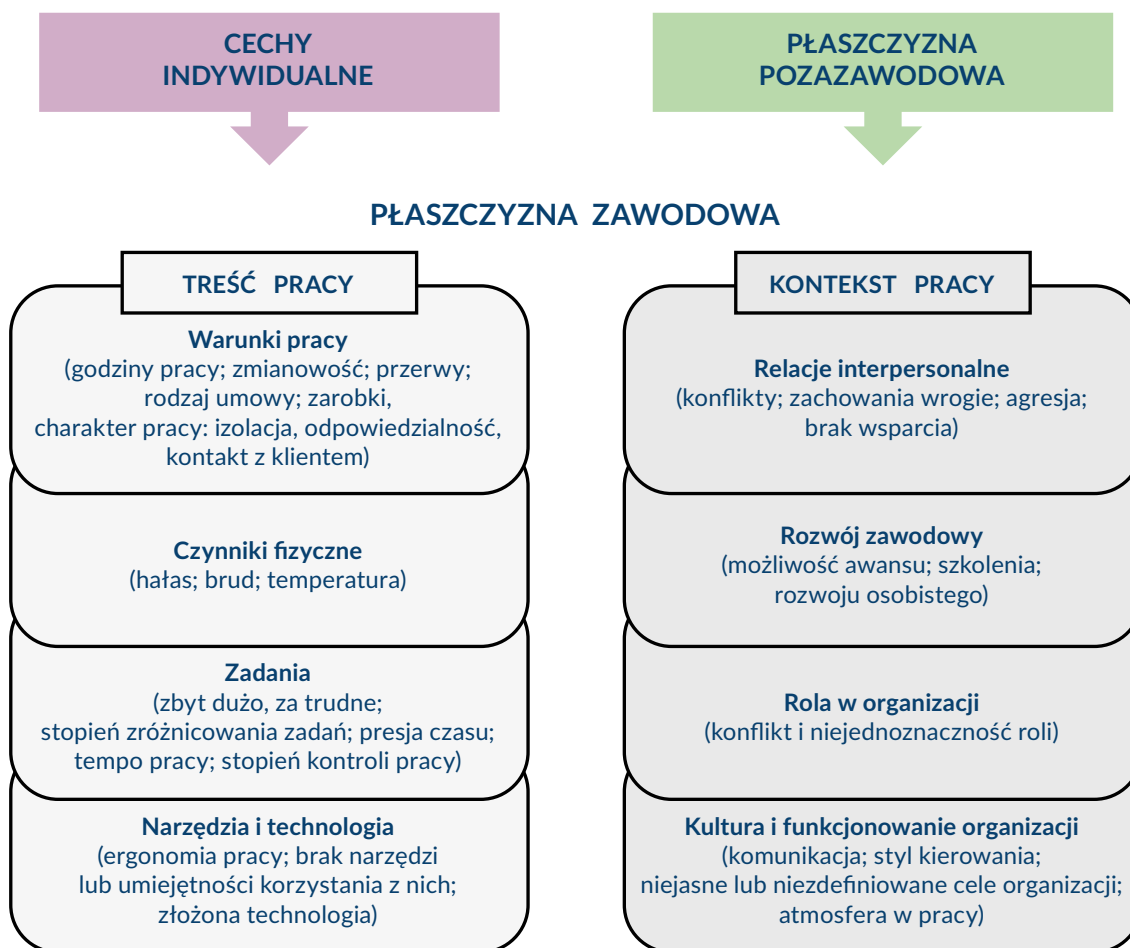 CECHY
INDYWIDUALNE
PŁASZCZYZNA
POZAZAWODOWA
PŁASZCZYZNA ZAWODOWA
TREŚĆ PRACY
Warunki pracy
(godziny pracy; zmianowość; przerwy;
rodzaj umowy; zarobki,
charakter pracy: izolacja, odpowiedzialność,
kontakt z klientem)
Czynniki fizyczne
(hałas; brud; temperatura)
Zadania
(zbyt dużo, za trudne;
stopień zróżnicowania zadań; presja czasu;
tempo pracy; stopień kontroli pracy)
Narzędzia i technologia
(ergonomia pracy; brak narzędzi
lub umiejętności korzystania z nich;
złożona technologia)
KONTEKST PRACY
Relacje interpersonalne
(konflikty; zachowania wrogie; agresja;
brak wsparcia)
Rozwój zawodowy
(możliwość awansu; szkolenia;
rozwoju osobistego)
Rola w organizacji
(konflikt i niejednoznaczność roli)
Kultura i funkcjonowanie organizacji
(komunikacja; styl kierowania;
niejasne lub niezdefiniowane cele organizacji;
atmosfera w pracy)